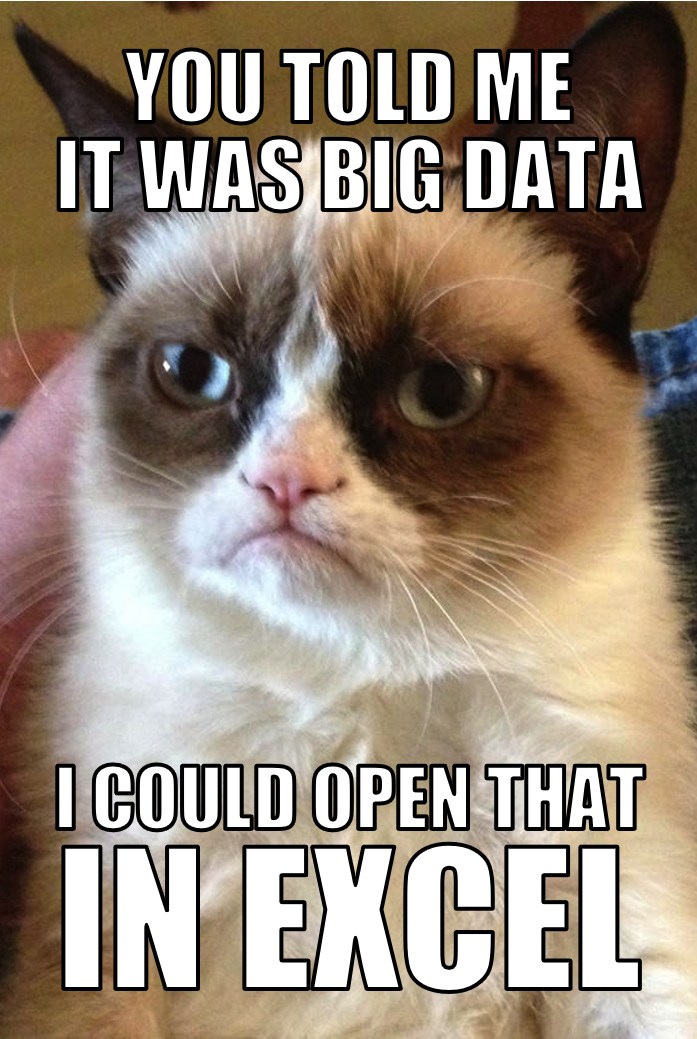 YOU TOLD ME
IT WAS BIG DATA
I COULD OPEN THAT
IN EXCEL